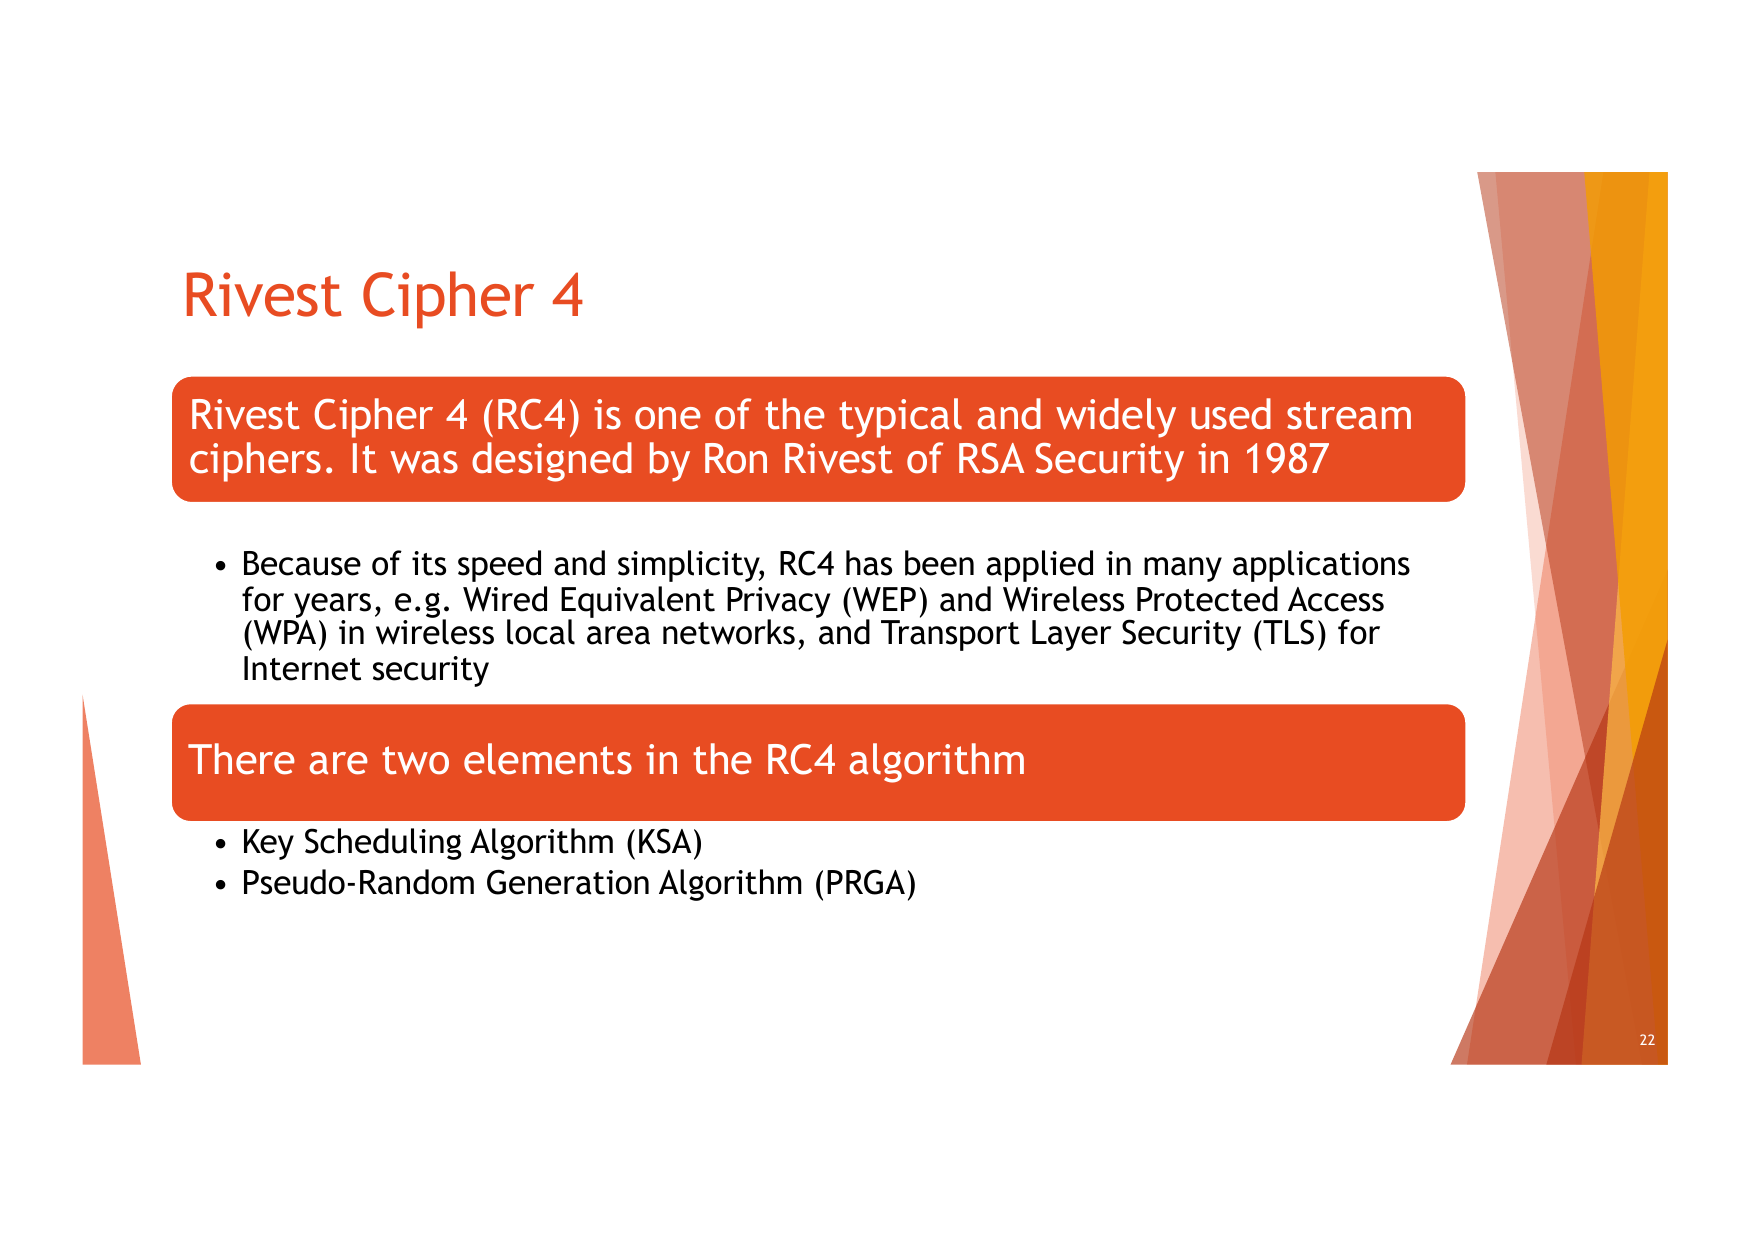 Rivest Cipher 4
Rivest Cipher 4 (RC4) is one of the typical and widely used stream
ciphers. It was designed by Ron Rivest of RSA Security in 1987
• Because of its speed and simplicity, RC4 has been applied in many applications
for years, e.g. Wired Equivalent Privacy (WEP) and Wireless Protected Access
(WPA) in wireless local area networks, and Transport Layer Security (TLS) for
Internet security
There are two elements in the RC4 algorithm
• Key Scheduling Algorithm (KSA)
• Pseudo-Random Generation Algorithm (PRGA)
22